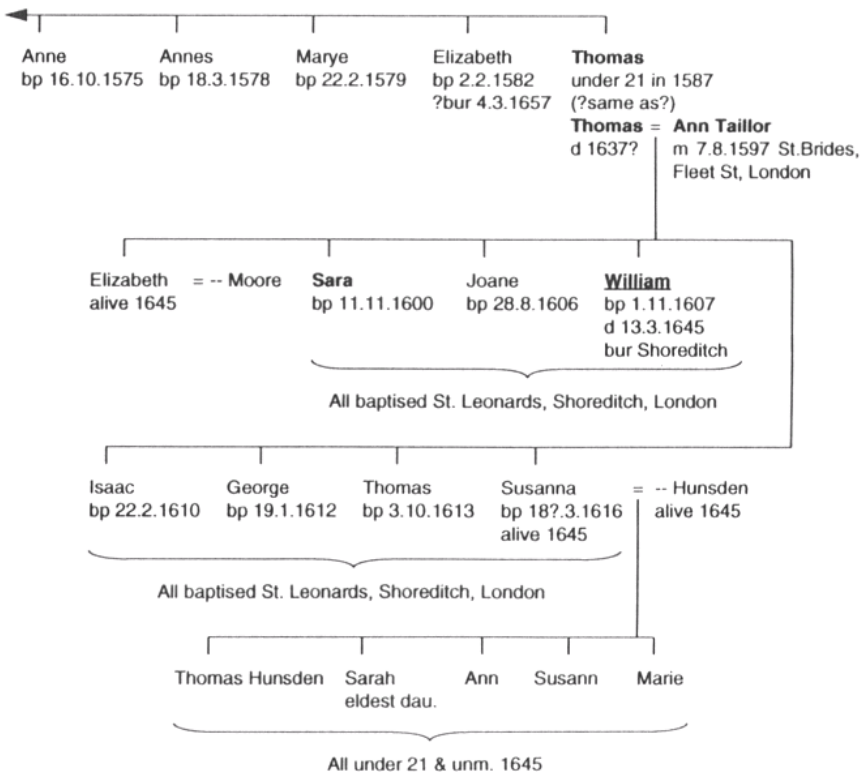 Anne
bp 16.10.1575
Annes
bp 18.3.1578
Marye
bp 22.2.1579
Elizabeth
bp 2.2.1582
?bur 4.3.1657
Thomas
under 21 in 1587
(?same as?)
Thomas = Ann Taillor
d 1637?
m 7.8.1597 St.Brides,
Fleet St, London
Elizabeth = -- Moore
alive 1645
Sara
bp 11.11.1600
Joane
bp 28.8.1606
William
bp 1.11.1607
d 13.3.1645
bur Shoreditch
All baptised St. Leonards, Shoreditch, London
Isaac
bp 22.2.1610
George
bp 19.1.1612
Thomas
bp 3.10.1613
Susanna = -- Hunsden
bp 18?.3.1616
alive 1645
alive 1645
All baptised St. Leonards, Shoreditch, London
Thomas Hunsden
Sarah
eldest dau.
Ann
Susann
Marie
All under 21 & unm. 1645